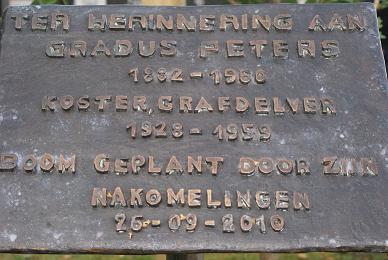 TER HERINNERING AAN
GRADUS PETERS
1882-1960
KOSTER, GRAFDELVER
1928-1959
BOOM GEPLANT DOOR ZIJN
NAKOMELINGEN
25-09-2010